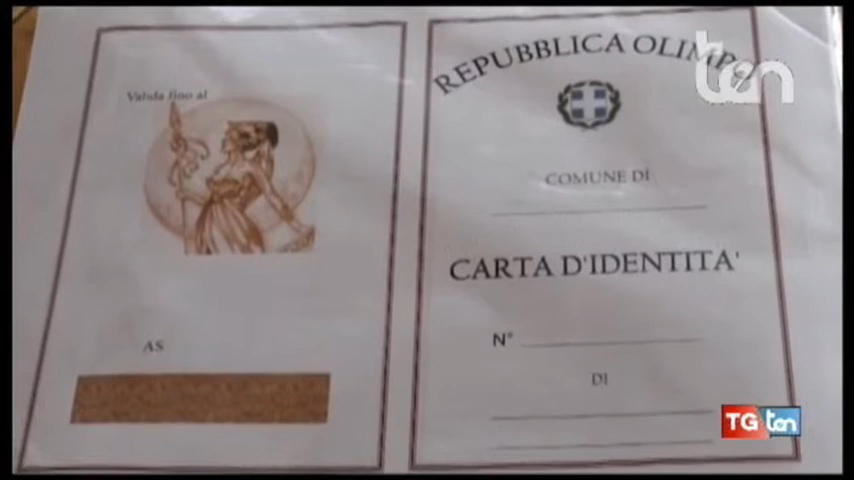 Valida fino al
AS
REPUBBLICA OLIMPO
COMUNE DI
CARTA D'IDENTITA'
N°
DI
ten
TG ten